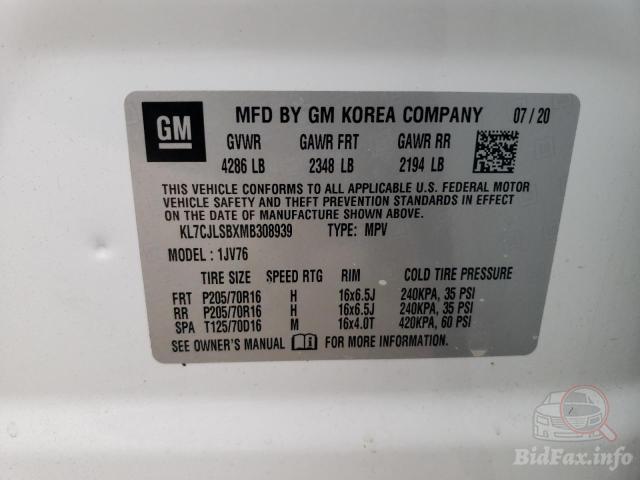 GM
MFD BY GM KOREA COMPANY 07/20
GVWR GAWR FRT GAWR RR
4286 LB 2348 LB 2194 LB
THIS VEHICLE CONFORMS TO ALL APPLICABLE U.S. FEDERAL MOTOR
VEHICLE SAFETY AND THEFT PREVENTION STANDARDS IN EFFECT
ON THE DATE OF MANUFACTURE SHOWN ABOVE.
KL7CJLSBXMB308939 TYPE: MPV
MODEL: 1JV76
TIRE SIZE SPEED RTG RIM COLD TIRE PRESSURE
FRT P205/70R16 H 16x6.5J 240KPA, 35 PSI
RR P205/70R16 H 16x6.5J 240KPA, 35 PSI
SPA T125/70D16 M 16x4.0T 420KPA, 60 PSI
SEE OWNER'S MANUAL FOR MORE INFORMATION
BidFax.info